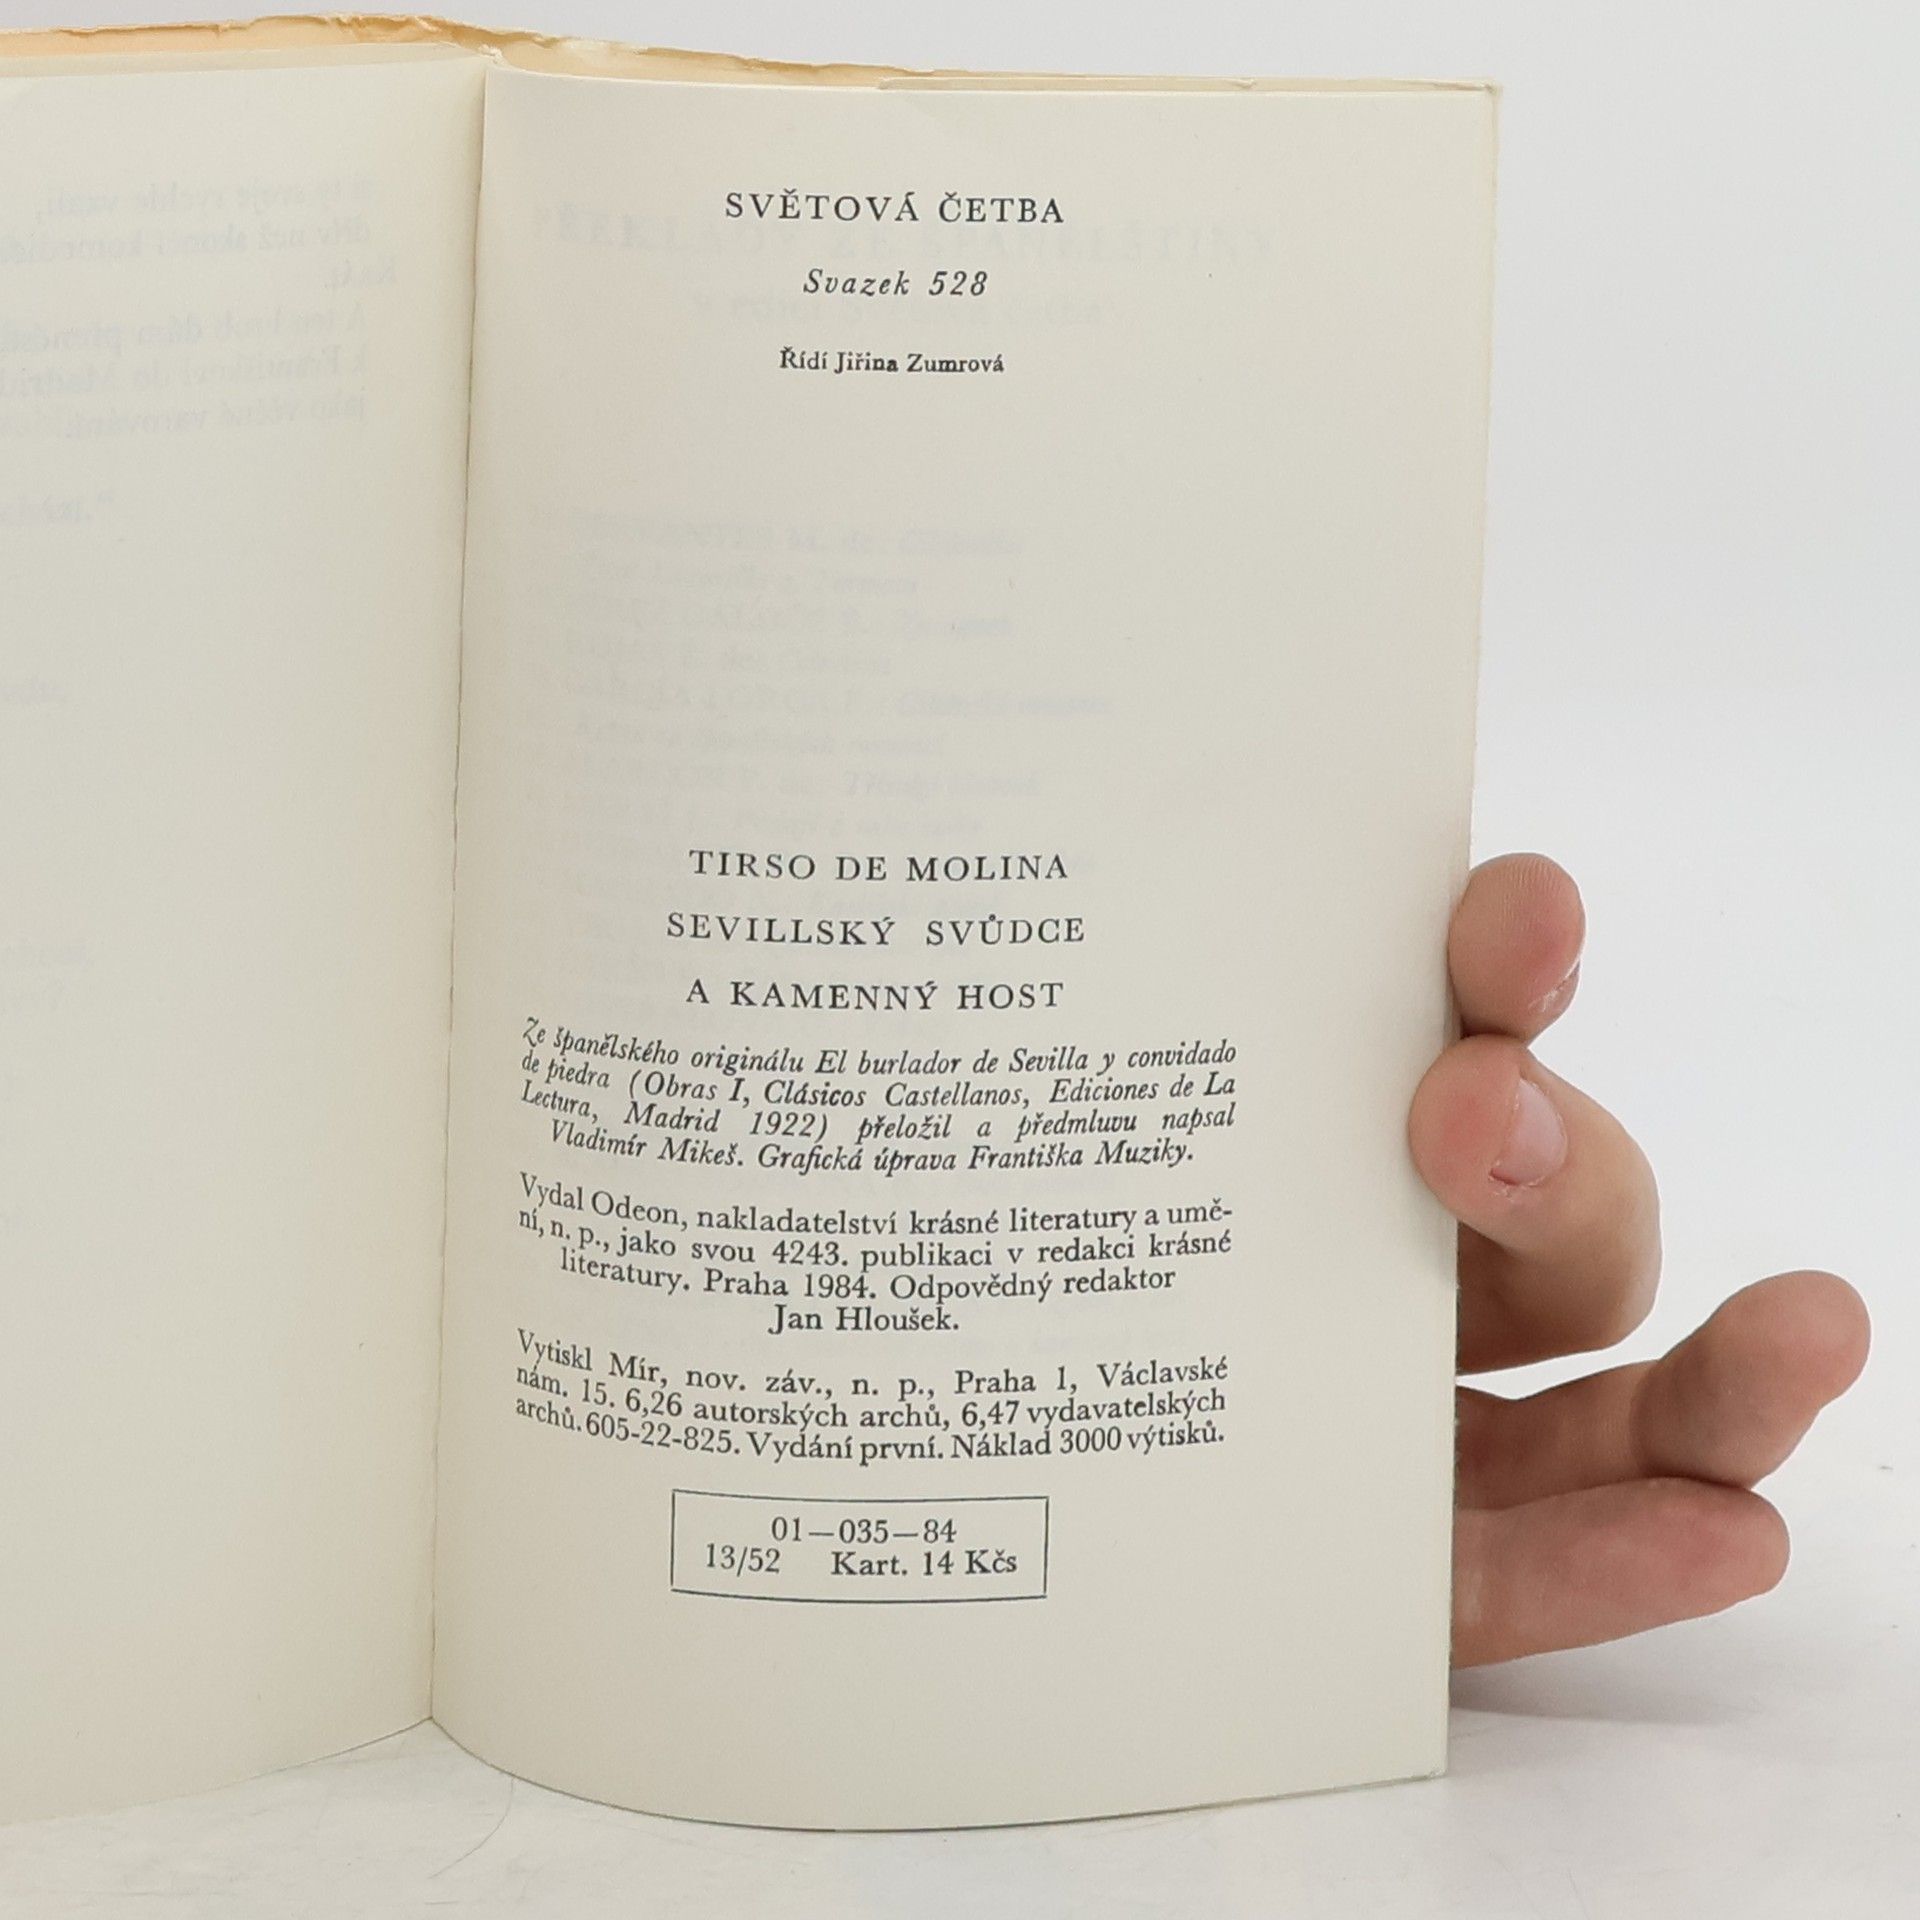 SVĚTOVÁ ČETBA
Svazek 528
Řídí Jiřina Zumrová
TIRSO DE MOLINA
SEVILLSKÝ SVŮDCE
A KAMENNÝ HOST
Ze španělského originálu El burlador de Sevilla y convidado
de piedra (Obras I, Clásicos Castellanos, Ediciones de La
Lectura, Madrid 1922) přeložil a předmluvu napsal
Vladimír Mikeš. Grafická úprava Františka Muziky.
Vydal Odeon, nakladatelství krásné literatury a umě-
ní, n. p., jako svou 4243. publikaci v redakci krásné
literatury. Praha 1984. Odpovědný redaktor
Jan Hloušek.
Vytiskl Mír, nov. záv., n. p., Praha 1, Václavské
nám. 15. 6,26 autorských archů, 6,47 vydavatelských
archů. 605-22-825. Vydání první. Náklad 3000 výtisků.
01—035—84
13/52 Kart. 14 Kčs